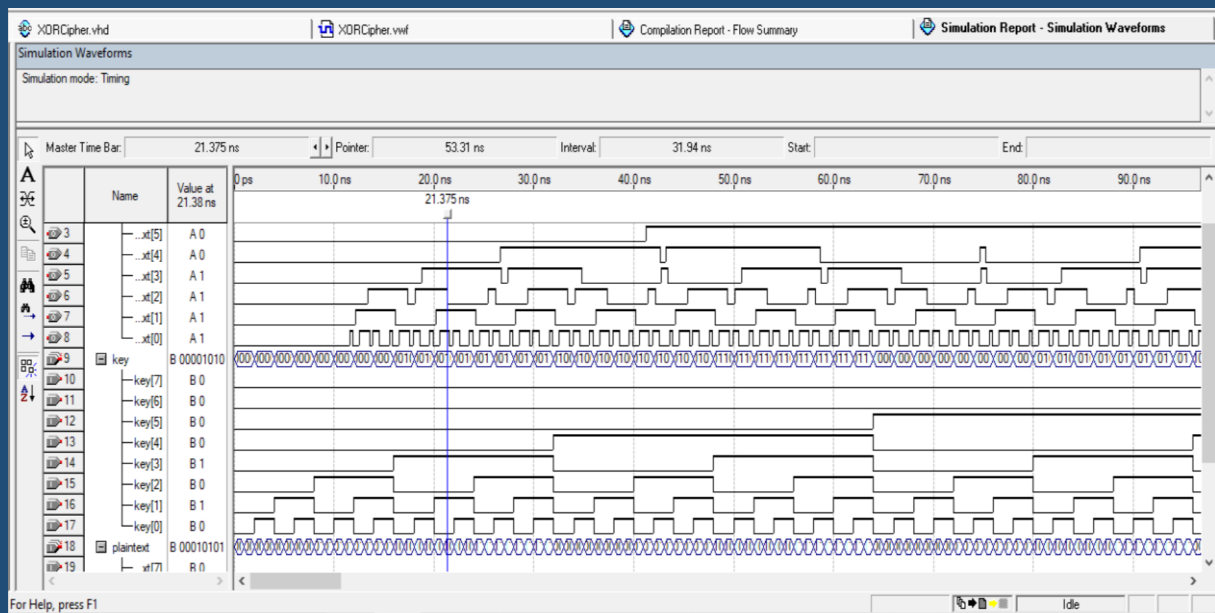 XORCipher.vhd XORCipher.vwf Compilation Report - Flow Summary Simulation Report - Simulation Waveforms
Simulation Waveforms
Simulation mode: Timing
Master Time Bar: 21.375 ns Pointer: 53.31 ns Interval: 31.94 ns Start: End:
Name Value at 21.38 ns 0 ps 10.0 ns 20.0 ns 30.0 ns 40.0 ns 50.0 ns 60.0 ns 70.0 ns 80.0 ns 90.0 ns
21.375 ns
3 ...xt[5] A 0
4 ...xt[4] A 0
5 ...xt[3] A 1
6 ...xt[2] A 1
7 ...xt[1] A 1
8 ...xt[0] A 1
9 key B 00001010
10 key[7] B 0
11 key[6] B 0
12 key[5] B 0
13 key[4] B 0
14 key[3] B 1
15 key[2] B 0
16 key[1] B 1
17 key[0] B 0
18 plaintext B 00010101
19 ...xt[7] B 0
For Help, press F1 Idle